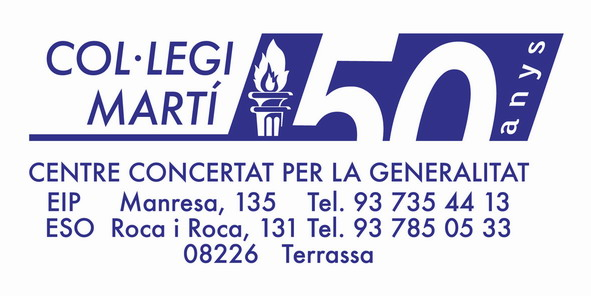 COL·LEGI
MARTÍ
50
anys
CENTRE CONCERTAT PER LA GENERALITAT
EIP Manresa, 135 Tel. 93 735 44 13
ESO Roca i Roca, 131 Tel. 93 785 05 33
08226 Terrassa